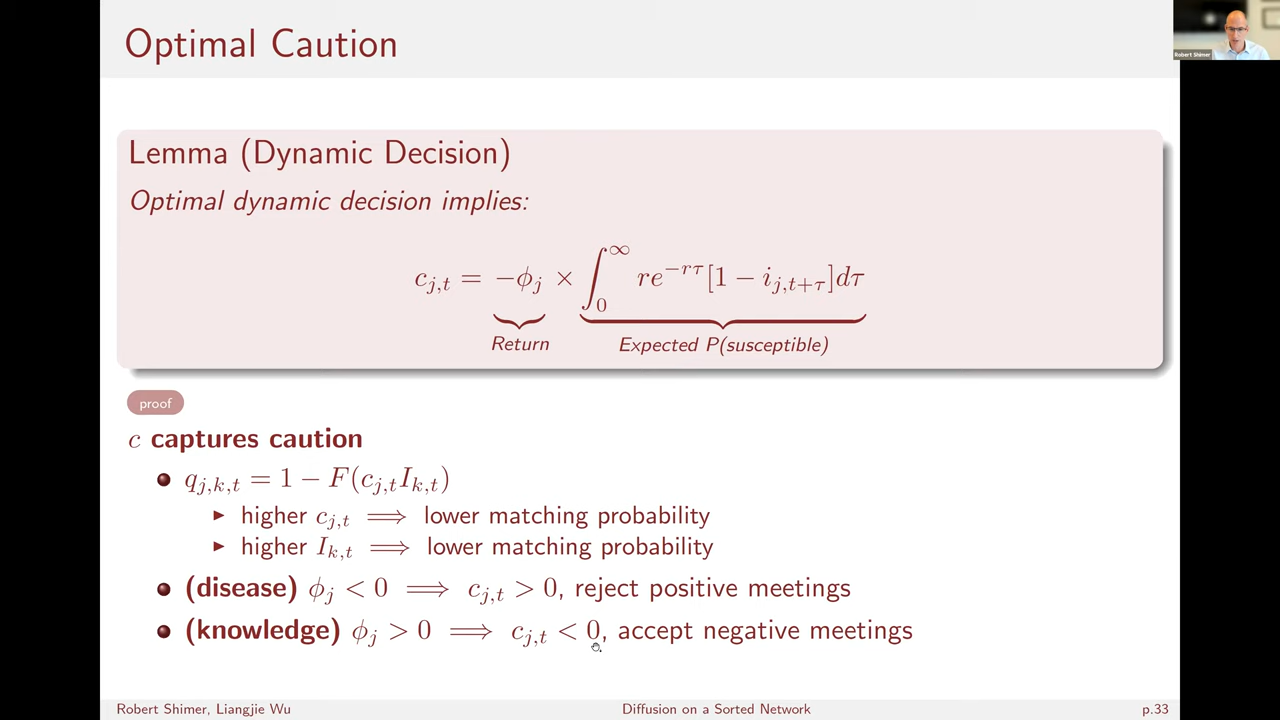 Optimal Caution
Robert Shimer
Lemma (Dynamic Decision)
Optimal dynamic decision implies:
c_{j,t} = −ϕ_j × ∫_0^∞ re^{−rτ}[1 − i_{j,t+τ}]dτ
Return Expected P(susceptible)
proof
c captures caution
q_{j,k,t} = 1 − F(c_{j,t}I_{k,t})
higher c_{j,t} ⟹ lower matching probability
higher I_{k,t} ⟹ lower matching probability
(disease) ϕ_j < 0 ⟹ c_{j,t} > 0, reject positive meetings
(knowledge) ϕ_j > 0 ⟹ c_{j,t} < 0, accept negative meetings
Robert Shimer, Liangjie Wu Diffusion on a Sorted Network p.33